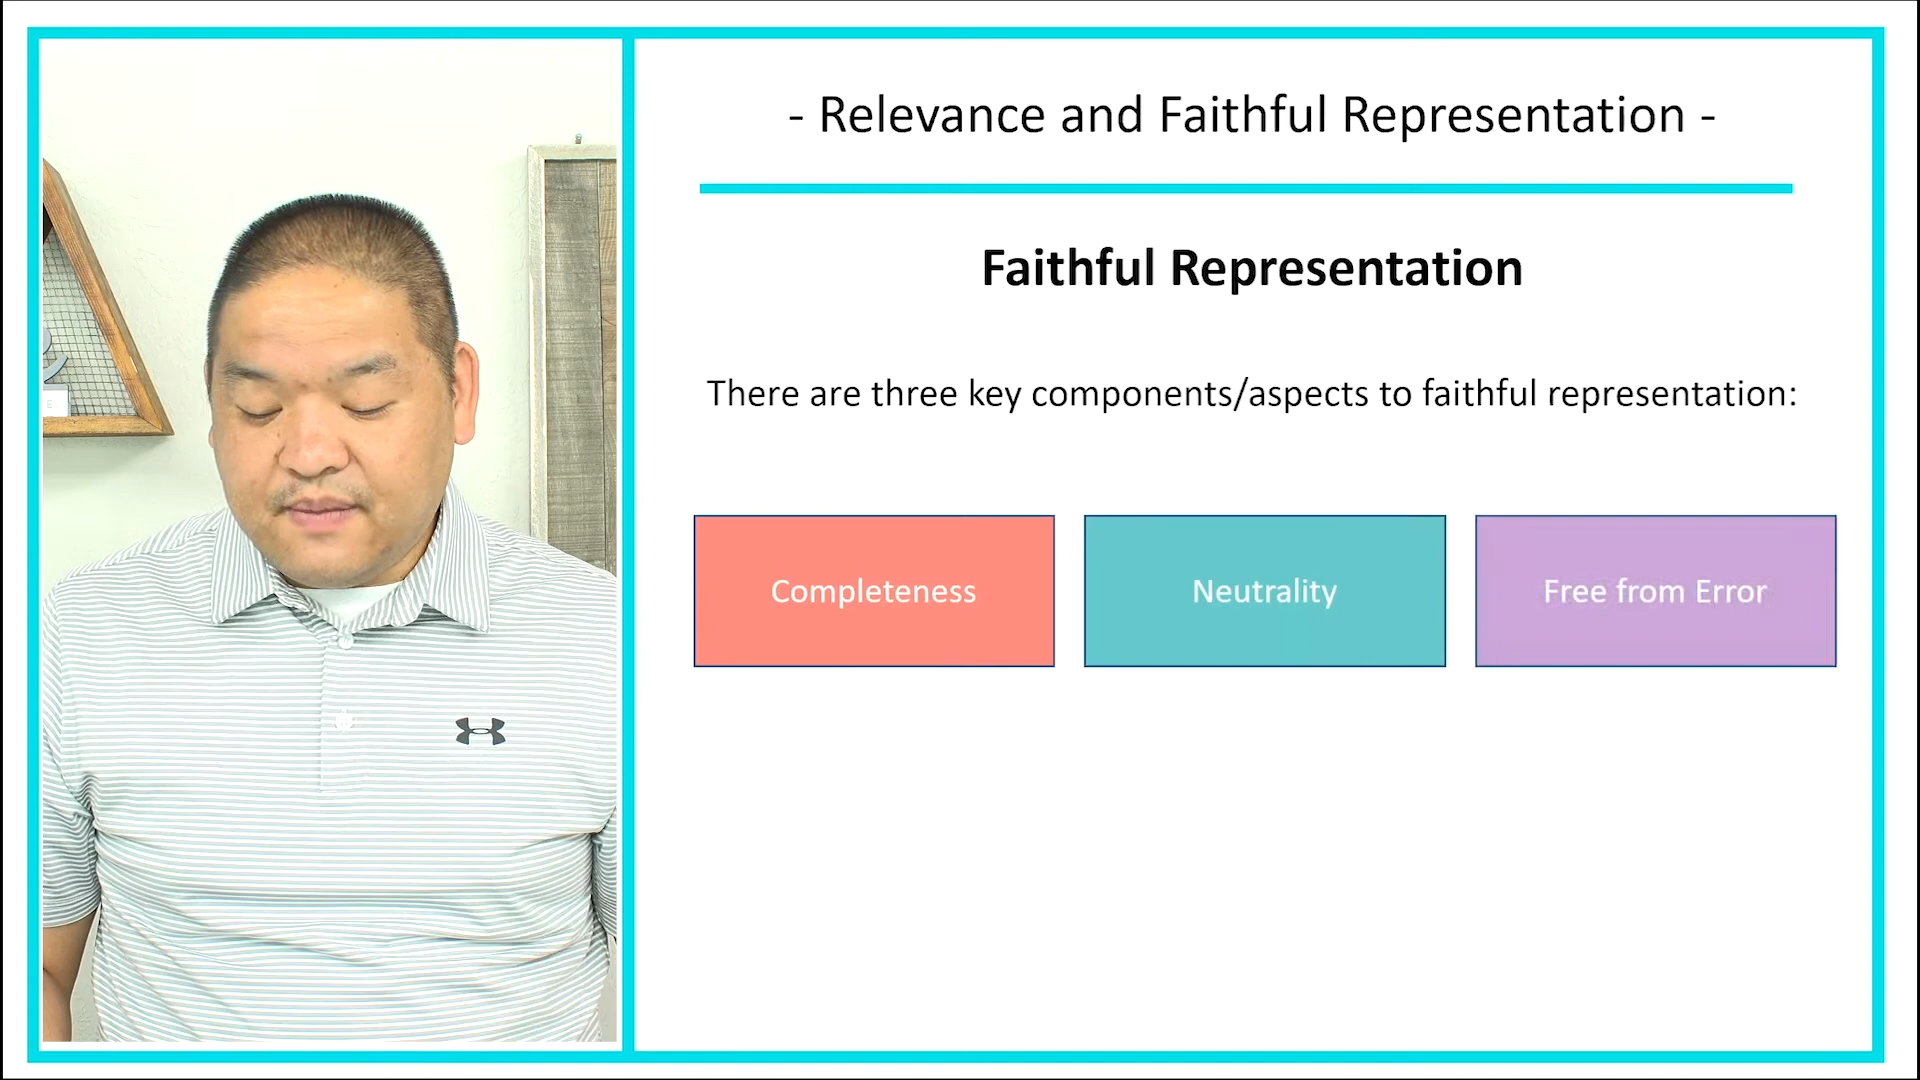 - Relevance and Faithful Representation -
Faithful Representation
There are three key components/aspects to faithful representation:
Completeness
Neutrality
Free from Error
E